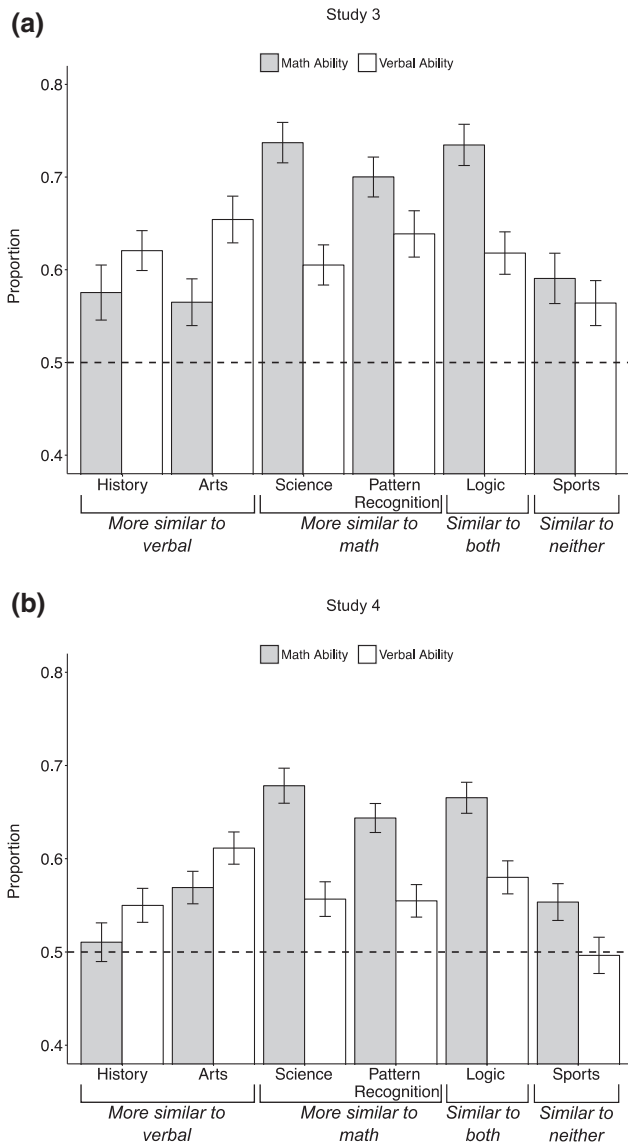 (a)
Study 3
Math Ability Verbal Ability
0.8
0.7
0.6
0.5
0.4
Proportion
History Arts Science Pattern Recognition Logic Sports
More similar to verbal
More similar to math
Similar to both
Similar to neither
(b)
Study 4
Math Ability Verbal Ability
0.8
0.7
0.6
0.5
0.4
Proportion
History Arts Science Pattern Recognition Logic Sports
More similar to verbal
More similar to math
Similar to both
Similar to neither